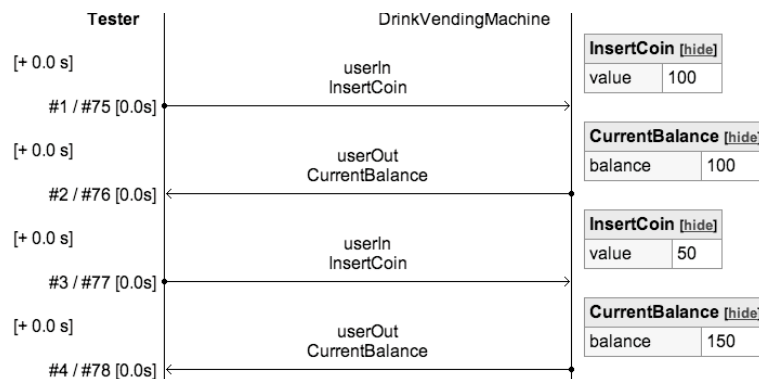 Tester
DrinkVendingMachine
[+ 0.0 s]
userIn
InsertCoin
#1 / #75 [0.0s]
InsertCoin [hide]
value 100
[+ 0.0 s]
userOut
CurrentBalance
#2 / #76 [0.0s]
CurrentBalance [hide]
balance 100
[+ 0.0 s]
userIn
InsertCoin
#3 / #77 [0.0s]
InsertCoin [hide]
value 50
[+ 0.0 s]
userOut
CurrentBalance
#4 / #78 [0.0s]
CurrentBalance [hide]
balance 150